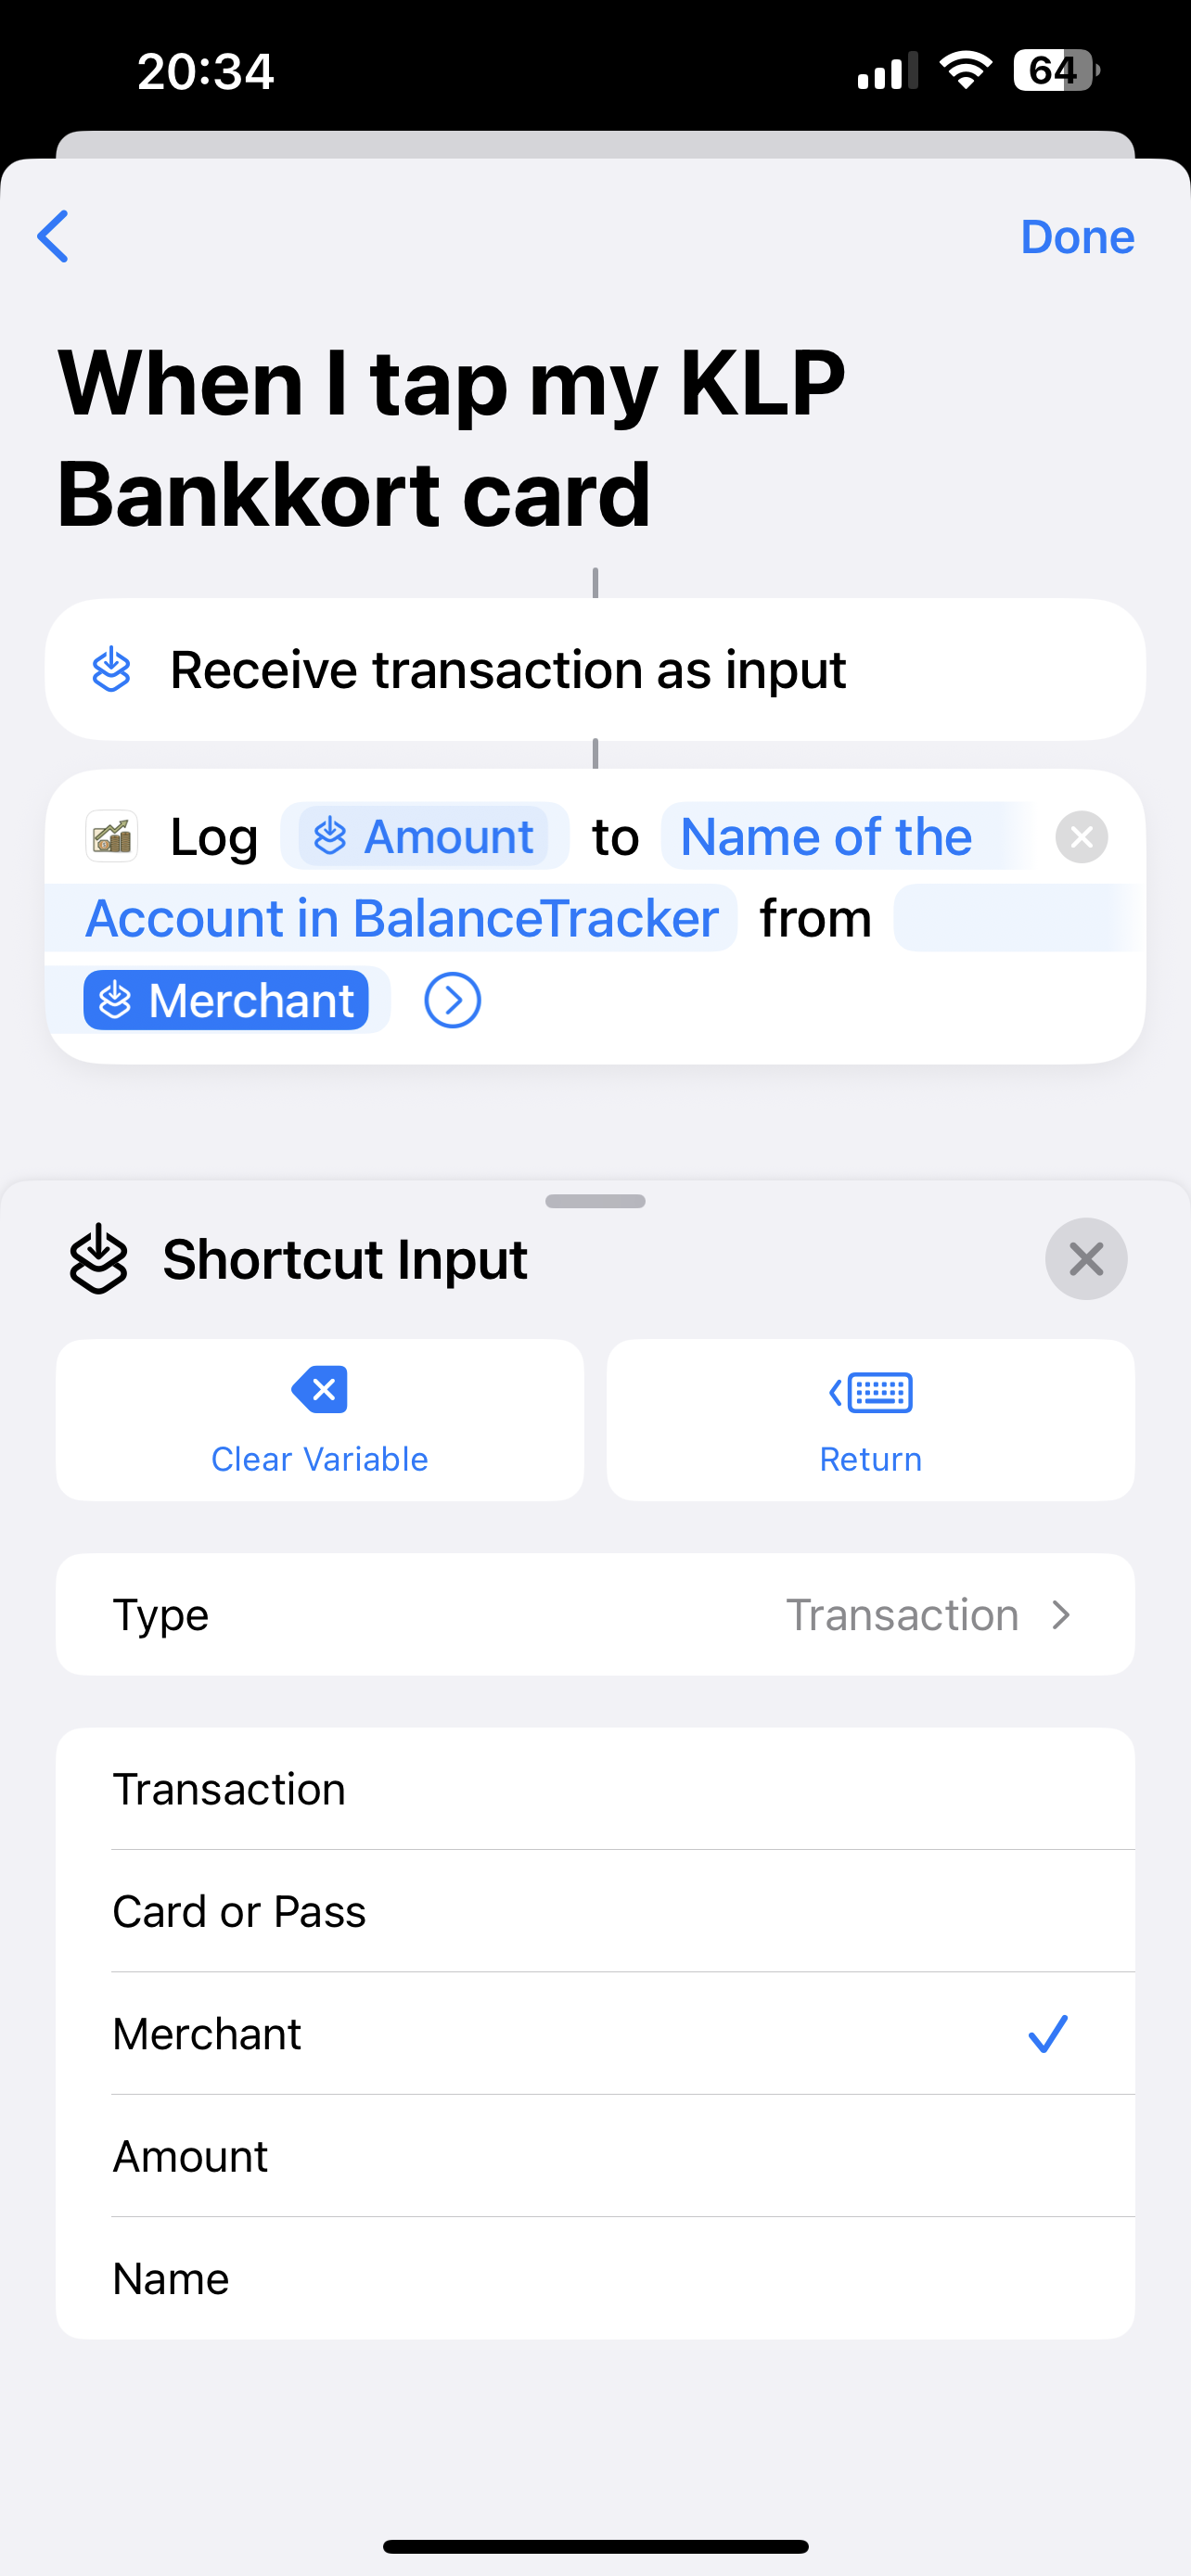 20:34
64
Done
When I tap my KLP
Bankkort card
Receive transaction as input
Log Amount to Name of the
Account in BalanceTracker from
Merchant
Shortcut Input
Clear Variable
Return
Type Transaction
Transaction
Card or Pass
Merchant
Amount
Name